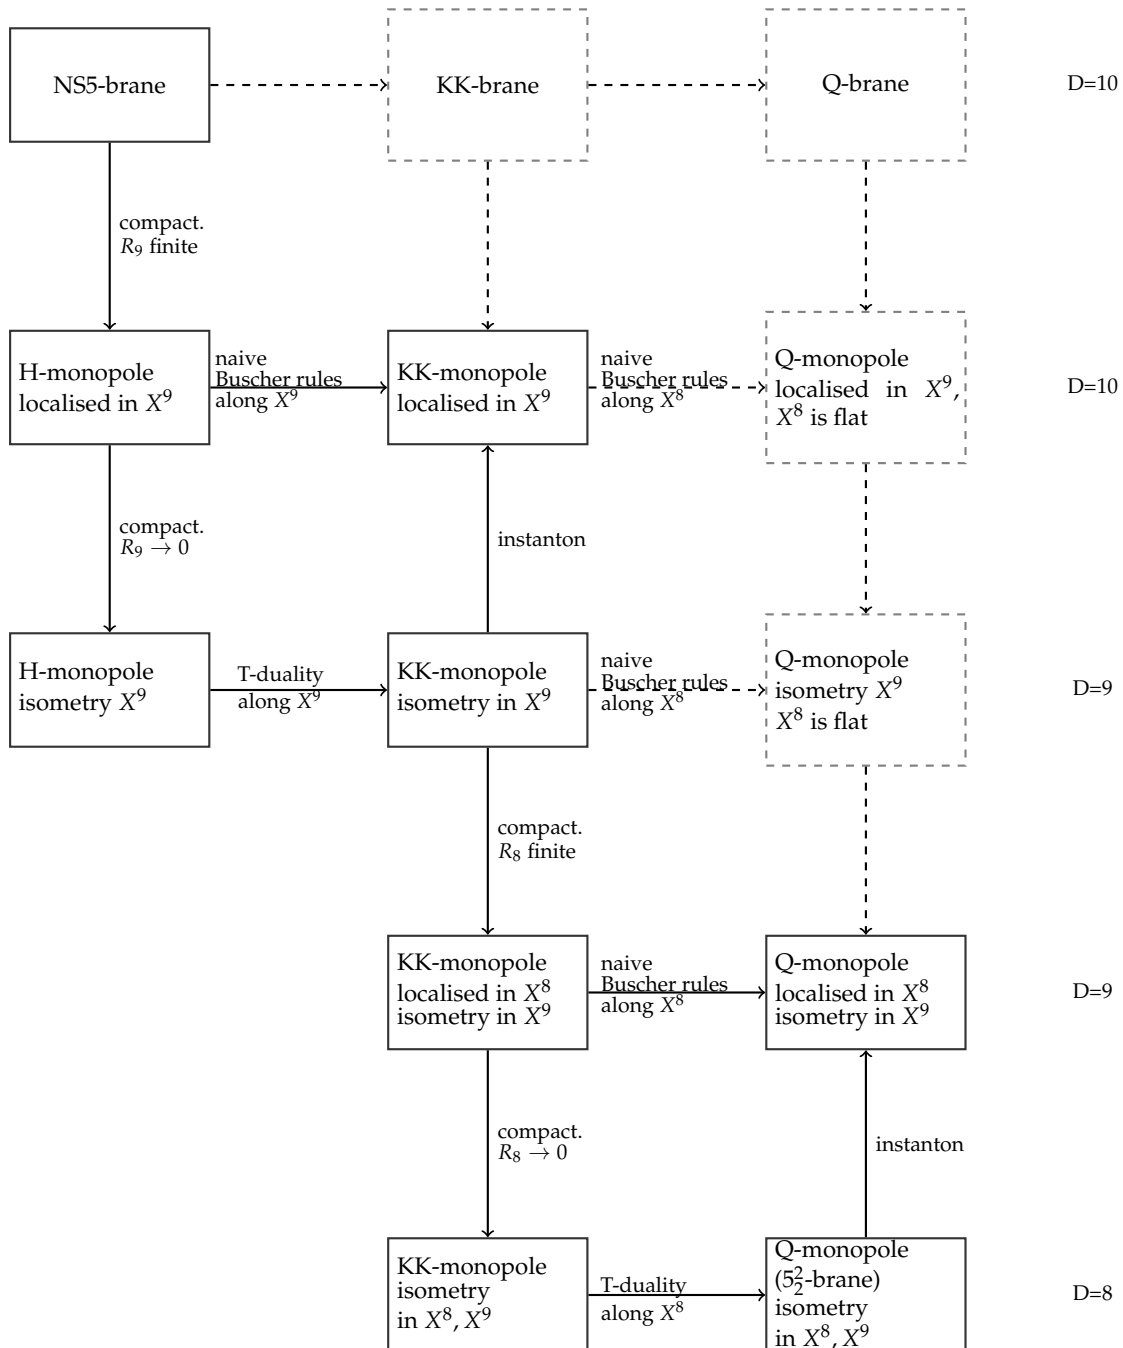 NS5-brane
KK-brane
Q-brane
D=10
compact.
R₉ finite
H-monopole
localised in X⁹
naive
Buscher rules
along X⁹
KK-monopole
localised in X⁹
naive
Buscher rules
along X⁸
Q-monopole
localised in X⁹,
X⁸ is flat
D=10
compact.
R₉ → 0
instanton
H-monopole
isometry X⁹
T-duality
along X⁹
KK-monopole
isometry in X⁹
naive
Buscher rules
along X⁸
Q-monopole
isometry X⁹
X⁸ is flat
D=9
compact.
R₈ finite
KK-monopole
localised in X⁸
isometry in X⁹
naive
Buscher rules
along X⁸
Q-monopole
localised in X⁸
isometry in X⁹
D=9
compact.
R₈ → 0
instanton
KK-monopole
isometry
in X⁸, X⁹
T-duality
along X⁸
Q-monopole
(5²₂-brane)
isometry
in X⁸, X⁹
D=8